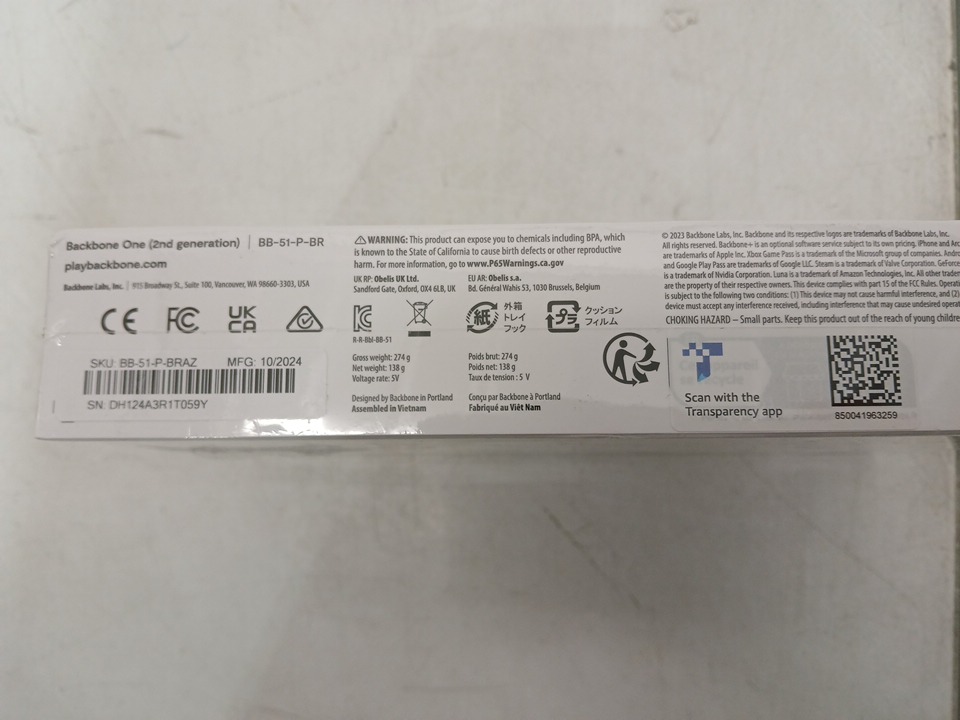 Backbone One (2nd generation) | BB-51-P-BR
playbackbone.com
Backbone Labs, Inc. | 915 Broadway St., Suite 100, Vancouver, WA 98660-3303, USA
CE FC UK CA
SKU: BB-51-P-BRAZ MFG: 10/2024
SN: DH124A3R1T059Y
⚠WARNING: This product can expose you to chemicals including BPA, which
is known to the State of California to cause birth defects or other reproductive
harm. For more information, go to www.P65Warnings.ca.gov
UK RP: Obelis UK Ltd.
Sandford Gate, Oxford, OX4 6LB, UK
EU AR: Obelis s.a.
Bd. Général Wahis 53, 1030 Brussels, Belgium
R-R-BbI-BB-51
紙
外箱
トレイ
フック
プラ
クッション
フィルム
Gross weight: 274 g
Net weight: 138 g
Voltage rate: 5V
Poids brut: 274 g
Poids net: 138 g
Taux de tension : 5 V
Designed by Backbone in Portland
Assembled in Vietnam
Conçu par Backbone à Portland
Fabriqué au Viêt Nam
© 2023 Backbone Labs, Inc. Backbone and its respective logos are trademarks of Backbone Labs, Inc.
All rights reserved. Backbone+ is an optional software service subject to its own pricing. iPhone and
are trademarks of Apple Inc. Xbox Game Pass is a trademark of the Microsoft group of companies.
and Google Play Pass are trademarks of Google LLC. Steam is a trademark of Valve Corporation.
is a trademark of Nvidia Corporation. Luna is a trademark of Amazon Technologies, Inc. All other
are the property of their respective owners. This device complies with part 15 of the FCC Rules.
is subject to the following two conditions: (1) This device may not cause harmful interference, and (2)
device must accept any interference received, including interference that may cause undesired
CHOKING HAZARD – Small parts. Keep this product out of the reach of young
Scan with the
Transparency app
850041963259